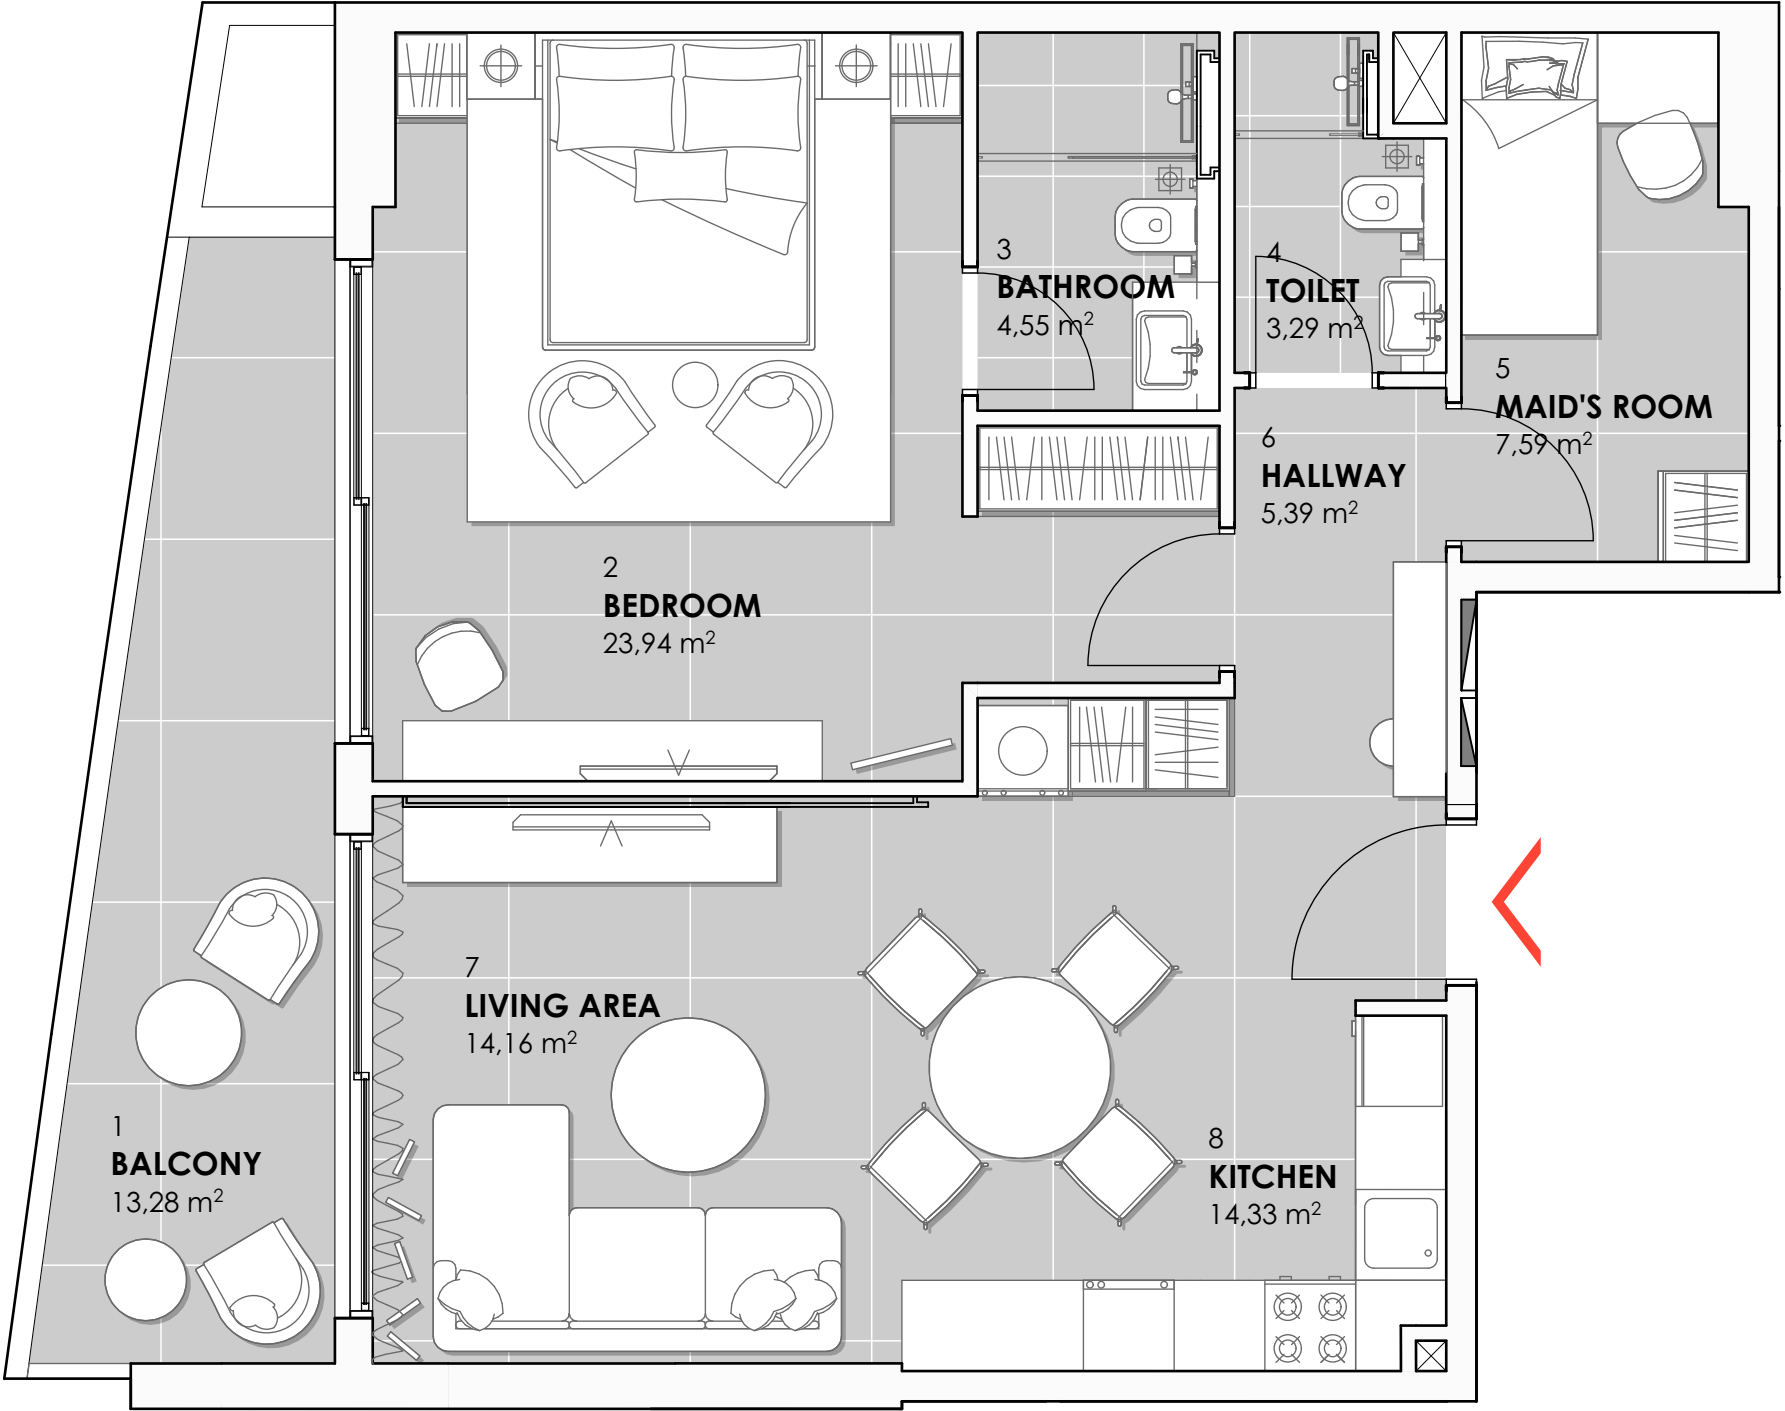 3
BATHROOM
4,55 m²
4
TOILET
3,29 m²
5
MAID'S ROOM
7,59 m²
6
HALLWAY
5,39 m²
2
BEDROOM
23,94 m²
7
LIVING AREA
14,16 m²
1
BALCONY
13,28 m²
8
KITCHEN
14,33 m²